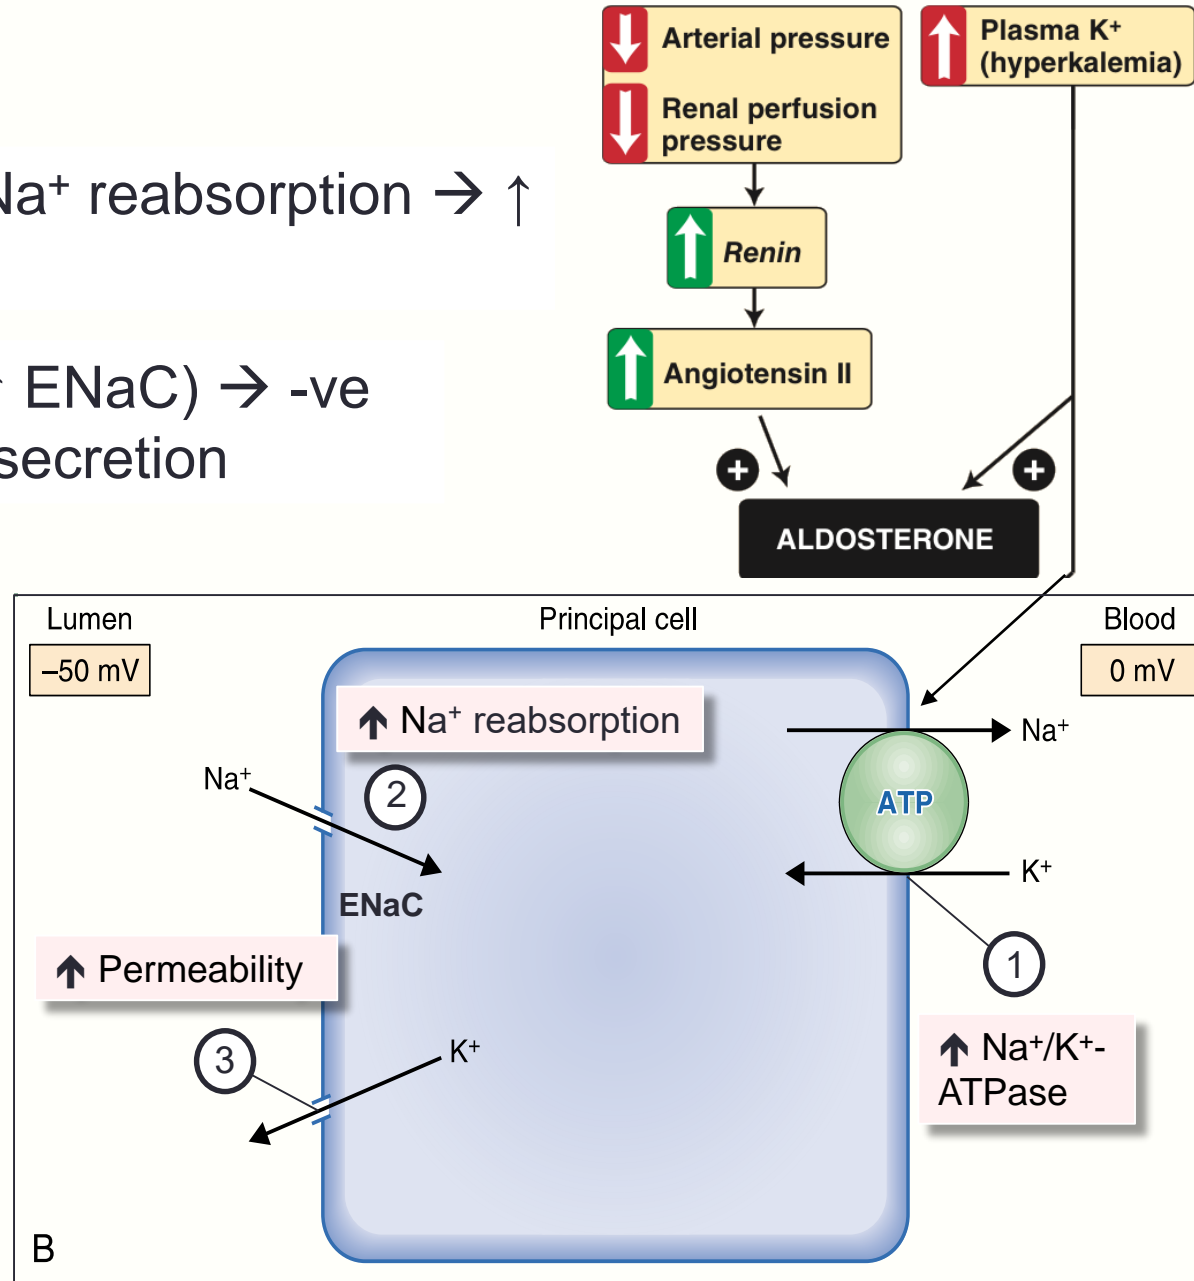 Arterial pressure
Renal perfusion
pressure
Plasma K⁺
(hyperkalemia)
Na⁺ reabsorption → ↑
Renin
Angiotensin II
↑ ENaC) → -ve
secretion
+
+
ALDOSTERONE
Lumen
Principal cell
Blood
–50 mV
0 mV
↑ Na⁺ reabsorption
Na⁺
Na⁺
2
ATP
K⁺
ENaC
↑ Permeability
1
3
K⁺
↑ Na⁺/K⁺-
ATPase
B